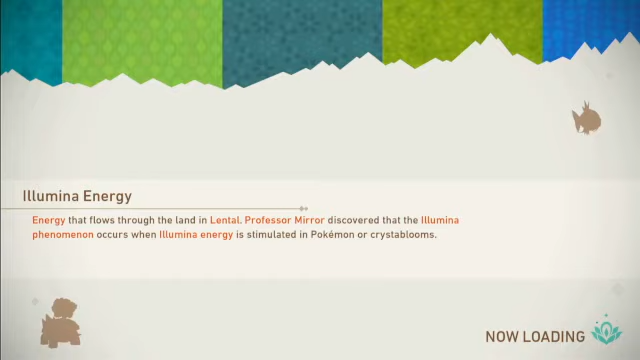 Illumina Energy
Energy that flows through the land in Lental. Professor Mirror discovered that the Illumina
phenomenon occurs when Illumina energy is stimulated in Pokémon or crystablooms.
NOW LOADING